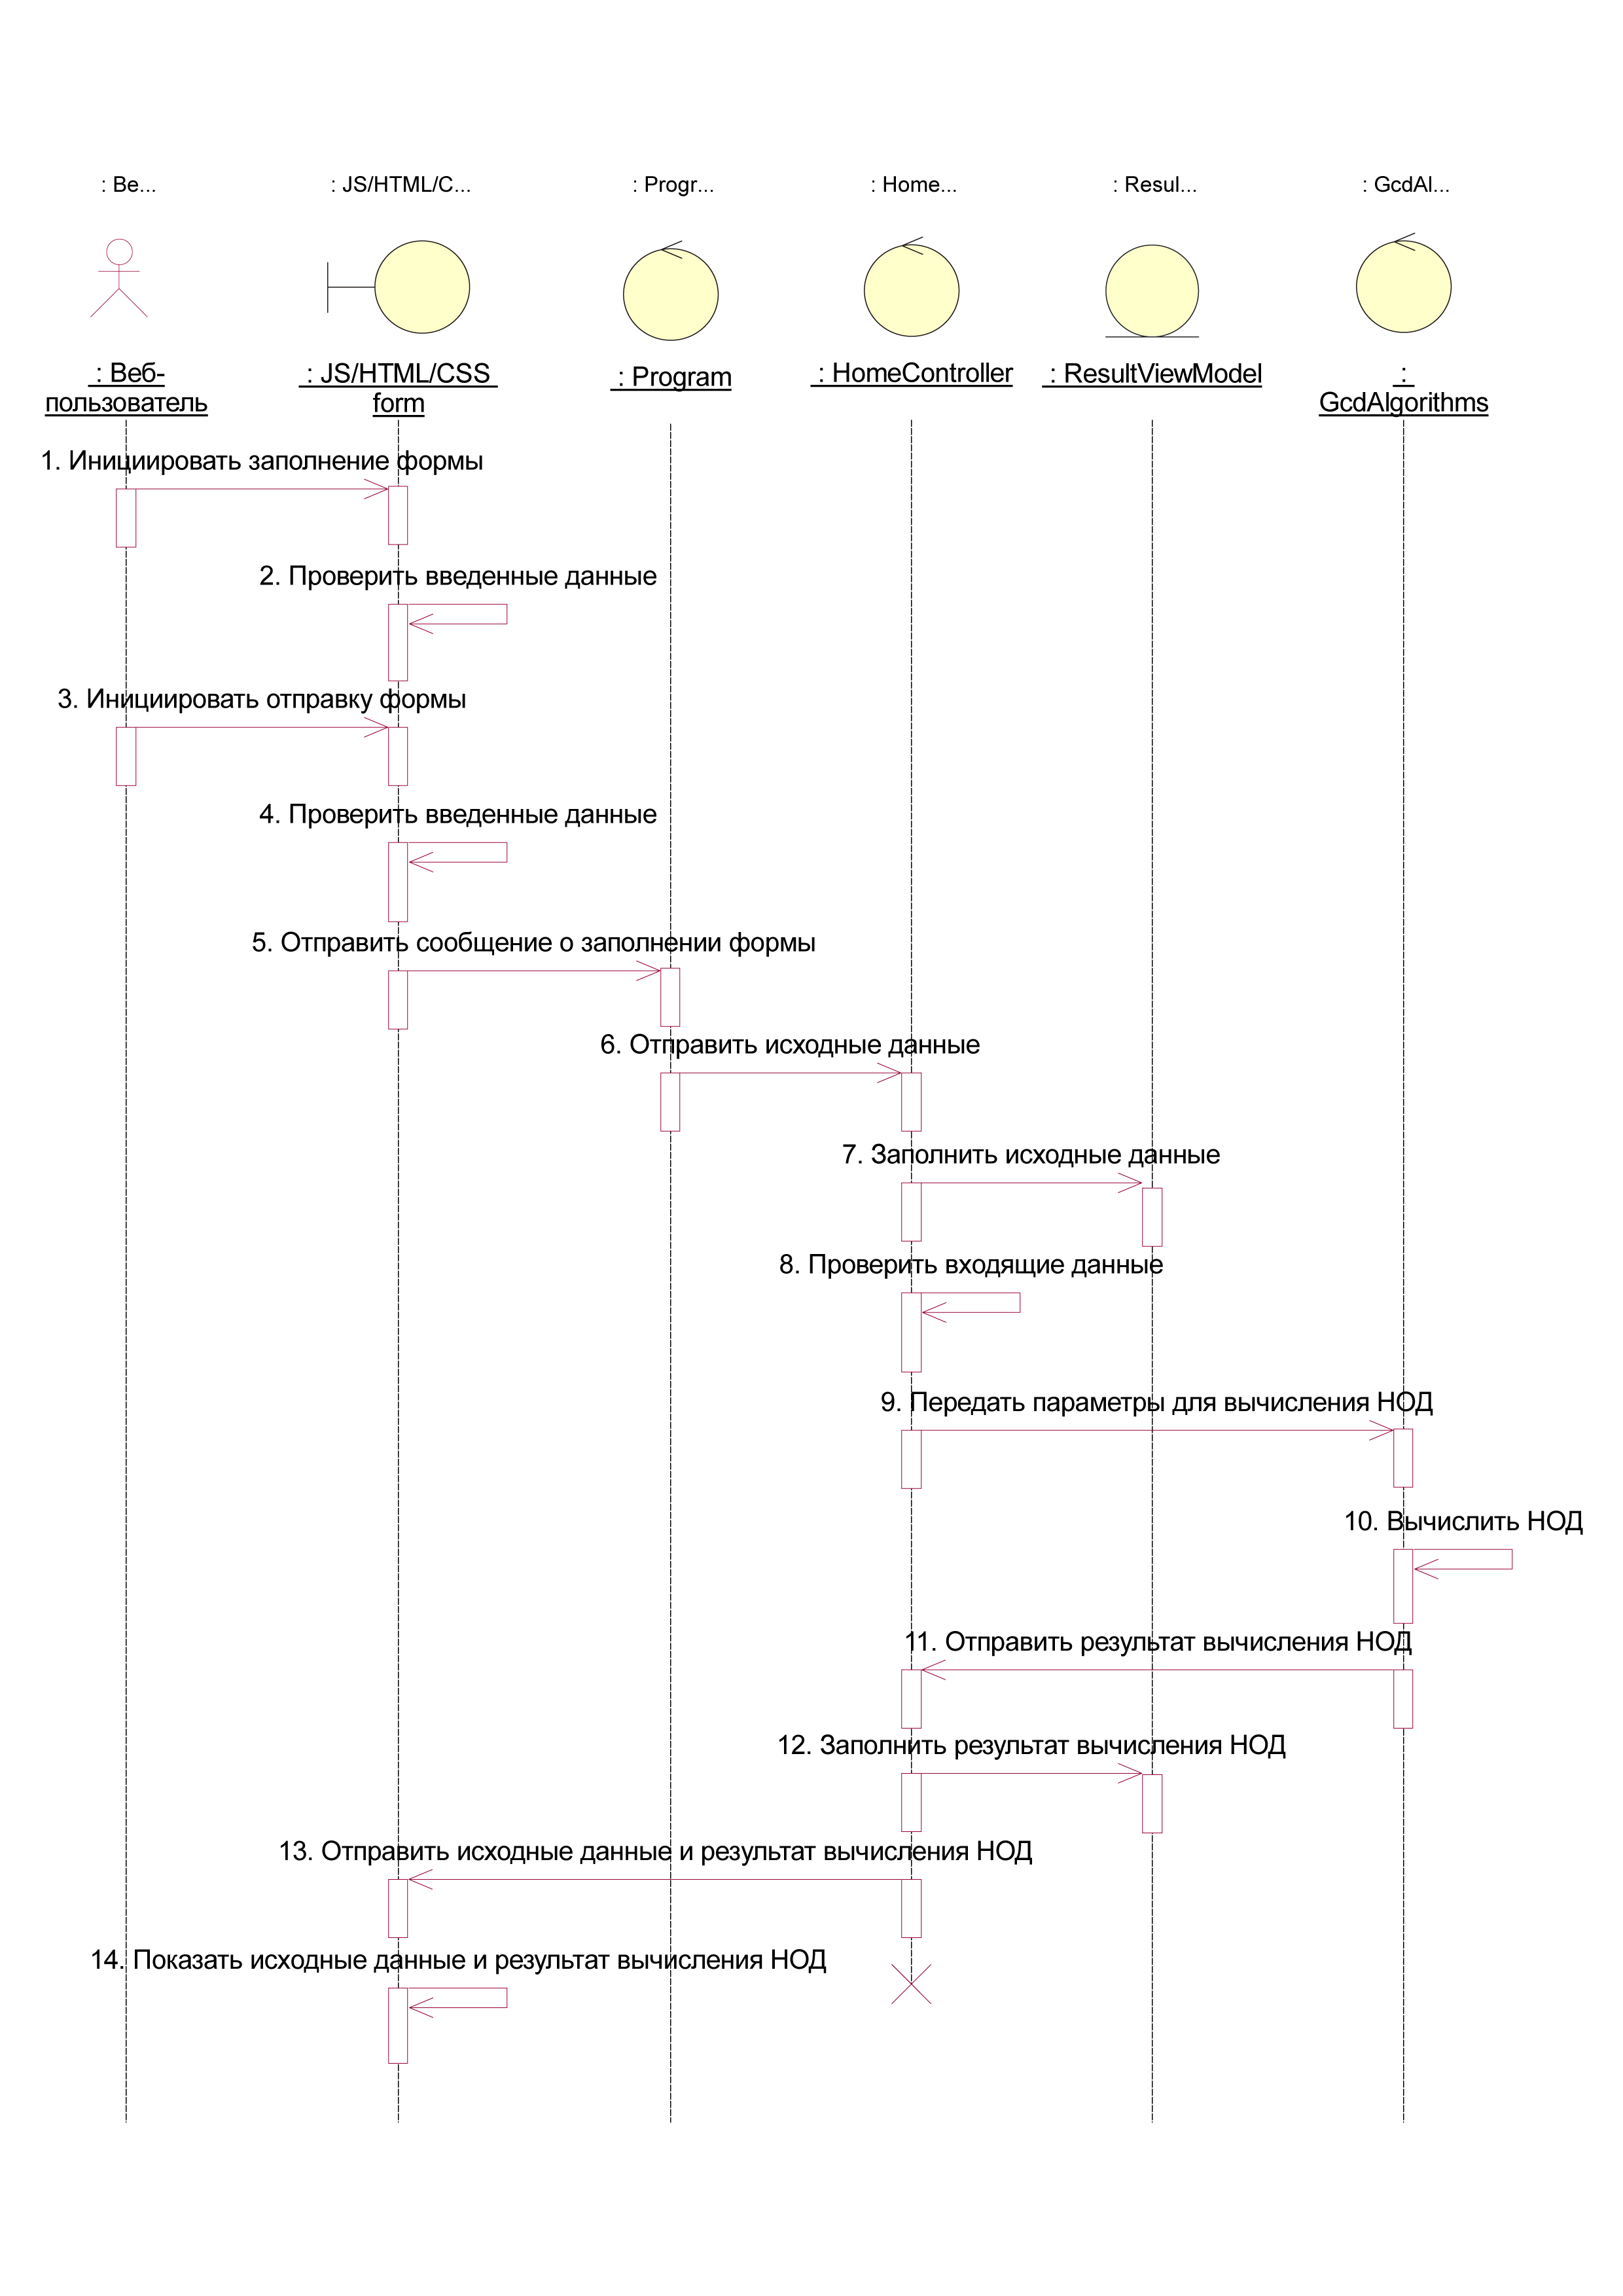 : Ве...
: JS/HTML/C...
: Progr...
: Home...
: Resul...
: GcdAl...
: Веб-
пользователь
: JS/HTML/CSS
form
: Program
: HomeController
: ResultViewModel
:
GcdAlgorithms
1. Инициировать заполнение формы
2. Проверить введенные данные
3. Инициировать отправку формы
4. Проверить введенные данные
5. Отправить сообщение о заполнении формы
6. Отправить исходные данные
7. Заполнить исходные данные
8. Проверить входящие данные
9. Передать параметры для вычисления НОД
10. Вычислить НОД
11. Отправить результат вычисления НОД
12. Заполнить результат вычисления НОД
13. Отправить исходные данные и результат вычисления НОД
14. Показать исходные данные и результат вычисления НОД